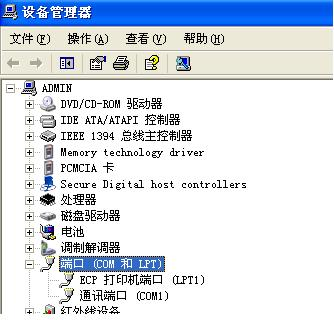 设备管理器
文件(F) 操作(A) 查看(V) 帮助(H)
ADMIN
DVD/CD-ROM 驱动器
IDE ATA/ATAPI 控制器
IEEE 1394 总线主控制器
Memory technology driver
PCMCIA 卡
Secure Digital host controllers
处理器
磁盘驱动器
电池
调制解调器
端口 (COM 和 LPT)
ECP 打印机端口 (LPT1)
通讯端口 (COM1)
红外线设备